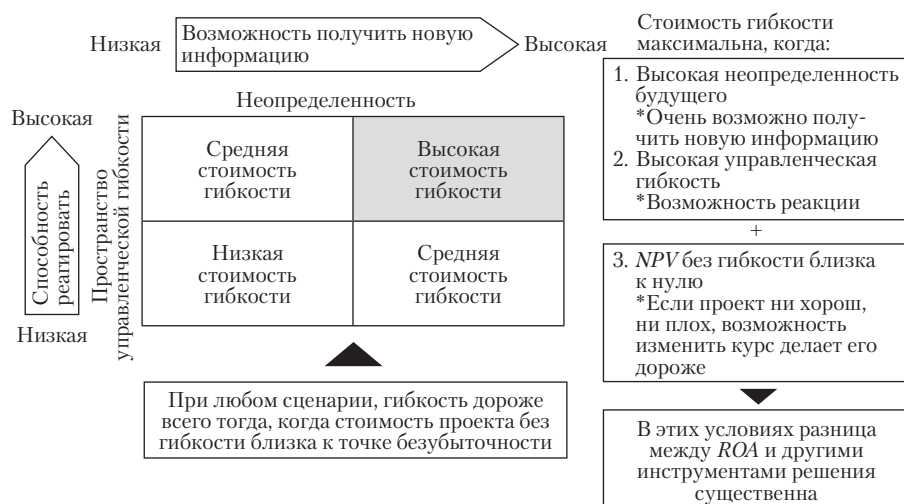 Низкая
Возможность получить новую
информацию
Высокая
Неопределенность
Высокая
Способность
реагировать
Низкая
Пространство
управленческой гибкости
Средняя
стоимость
гибкости
Высокая
стоимость
гибкости
Низкая
стоимость
гибкости
Средняя
стоимость
гибкости
При любом сценарии, гибкость дороже
всего тогда, когда стоимость проекта без
гибкости близка к точке безубыточности
Стоимость гибкости
максимальна, когда:
1. Высокая неопределенность
будущего
*Очень возможно полу-
чить новую информацию
2. Высокая управленческая
гибкость
*Возможность реакции
+
3. NPV без гибкости близка
к нулю
*Если проект ни хорош,
ни плох, возможность
изменить курс делает его
дороже
В этих условиях разница
между ROA и другими
инструментами решения
существенна